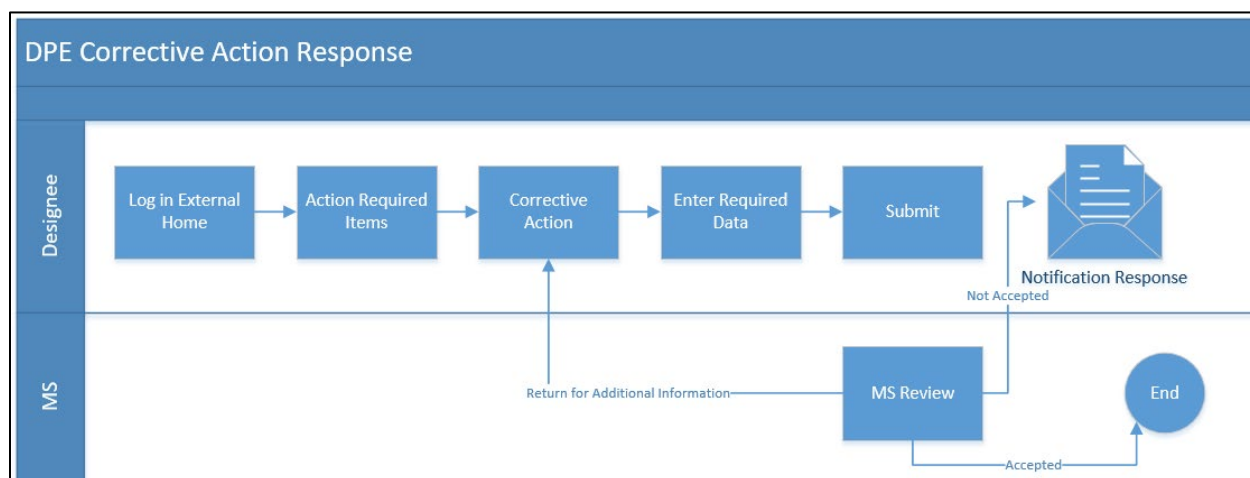 DPE Corrective Action Response
Designee
Log in External
Home
Action Required
Items
Corrective
Action
Enter Required
Data
Submit
Notification Response
Not Accepted
MS
Return for Additional Information
MS Review
End
Accepted